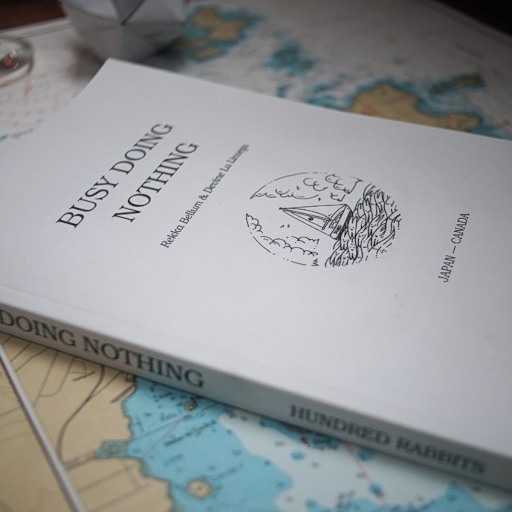 BUSY DOING
NOTHING
Rekka Bellum & Devine Lu Linvega
JAPAN — CANADA
DOING NOTHING
HUNDRED RABBITS